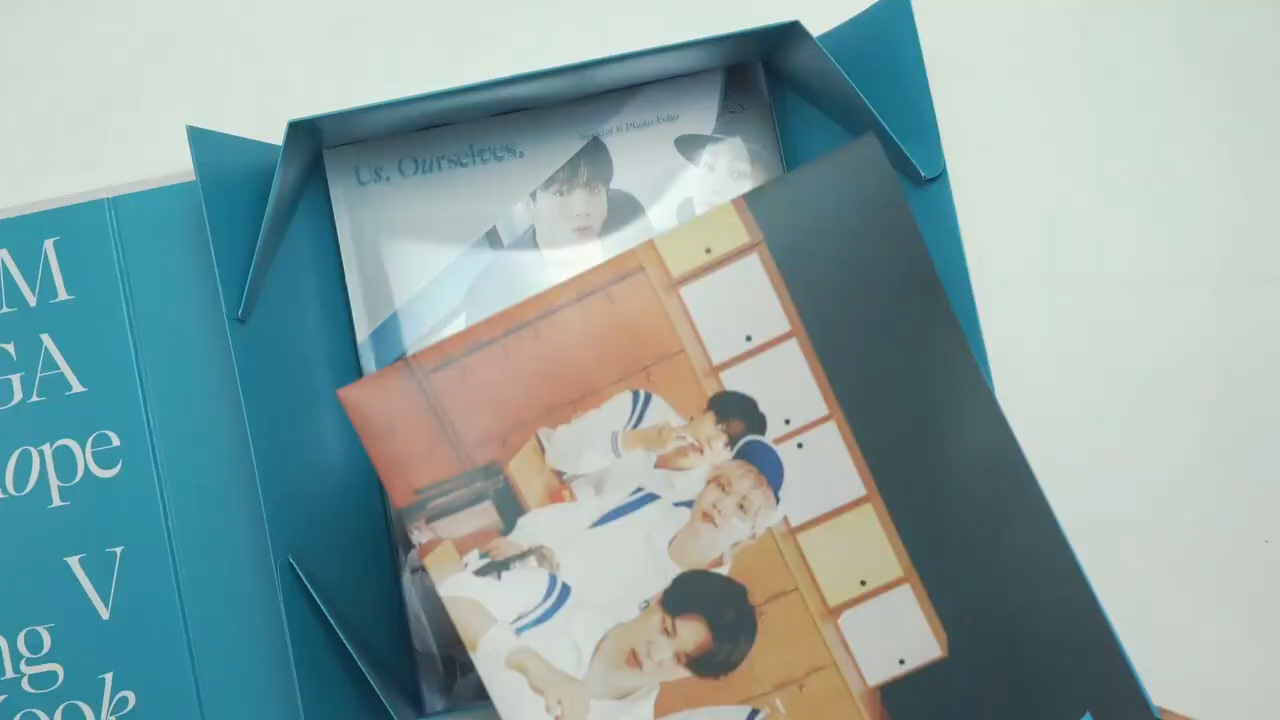 Us, Ourselves,
Special 8 Photo-Folio
M
GA
ope
V
ng
ook